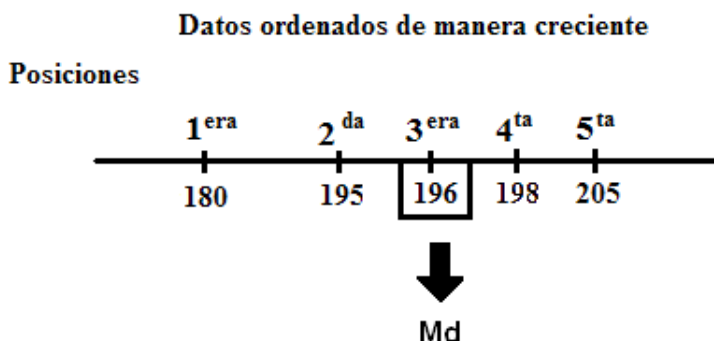 Datos ordenados de manera creciente
Posiciones
1era 2da 3era 4ta 5ta
180 195 196 198 205
Md